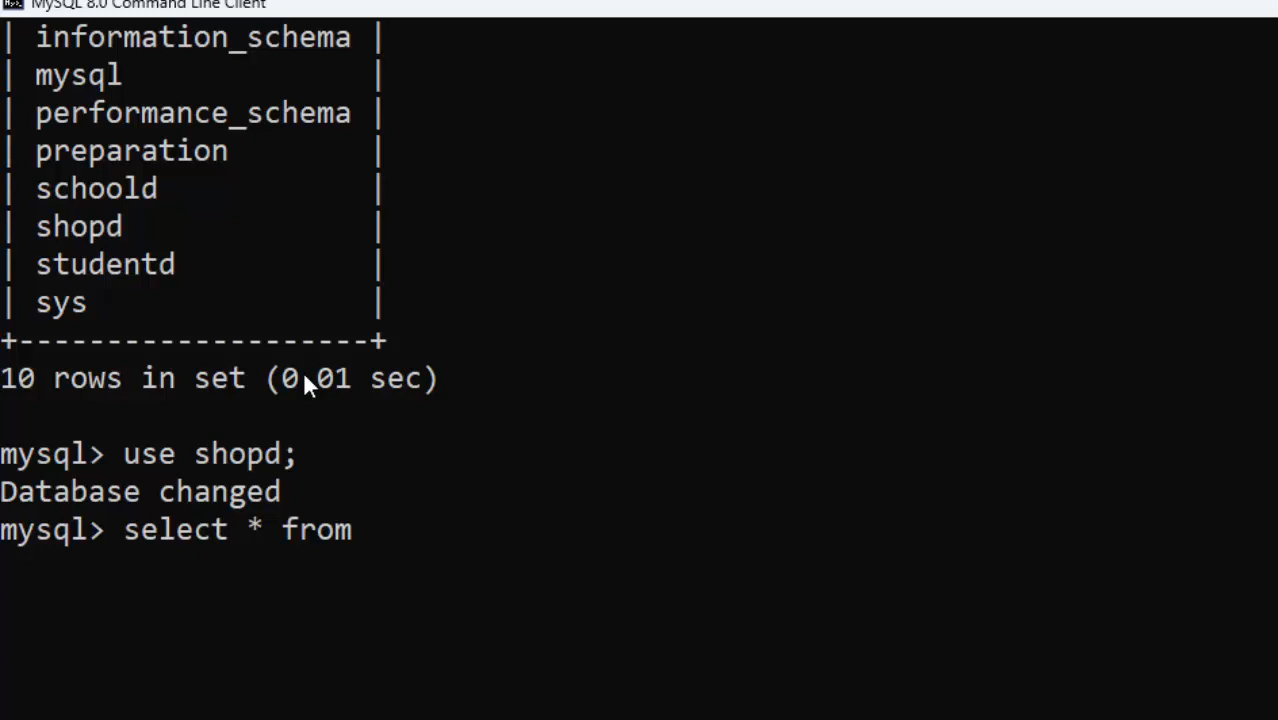 MySQL 8.0 Command Line Client
| information_schema |
| mysql |
| performance_schema |
| preparation |
| schoold |
| shopd |
| studentd |
| sys |
+--------------------+
10 rows in set (0.01 sec)
mysql> use shopd;
Database changed
mysql> select * from